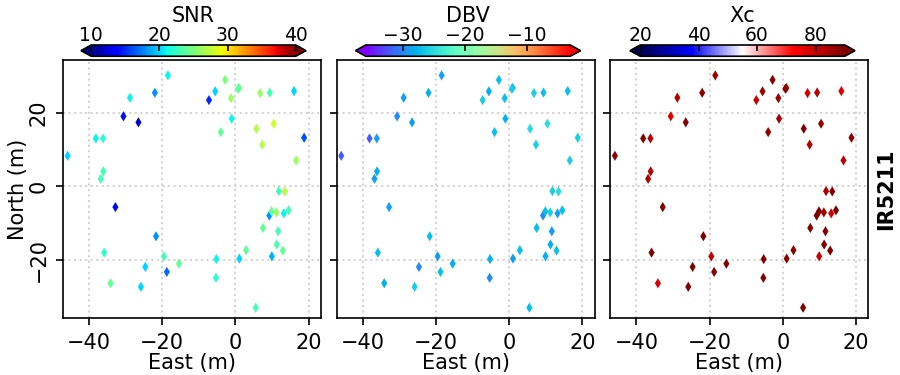 SNR DBV Xc
10 20 30 40 −30 −20 −10 20 40 60 80
20
0
−20
North (m)
−40 −20 0 20 −40 −20 0 20 −40 −20 0 20
East (m) East (m) East (m)
IR5211